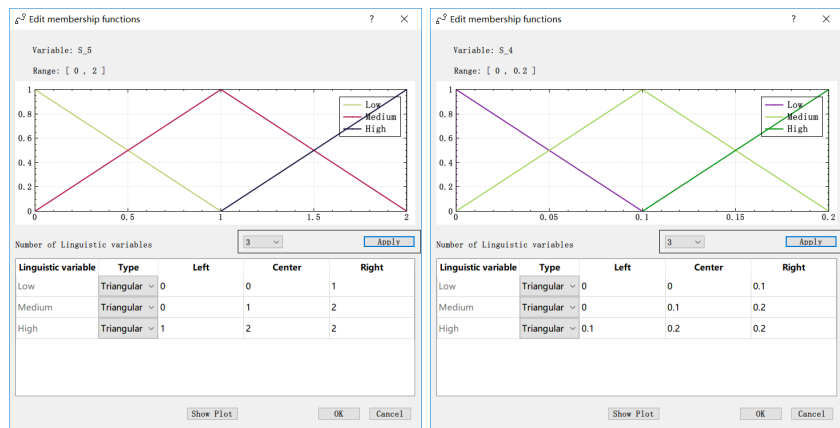 Edit membership functions ? ×
Variable: S_5
Range: [ 0 , 2 ]
1
0.8
0.6
0.4
0.2
0
0 0.5 1 1.5 2
Low
Medium
High
Number of Linguistic variables 3 Apply
Linguistic variable Type Left Center Right
Low Triangular 0 0 1
Medium Triangular 0 1 2
High Triangular 1 2 2
Show Plot OK Cancel
Edit membership functions ? ×
Variable: S_4
Range: [ 0 , 0.2 ]
1
0.8
0.6
0.4
0.2
0
0 0.05 0.1 0.15 0.2
Low
Medium
High
Number of Linguistic variables 3 Apply
Linguistic variable Type Left Center Right
Low Triangular 0 0 0.1
Medium Triangular 0 0.1 0.2
High Triangular 0.1 0.2 0.2
Show Plot OK Cancel